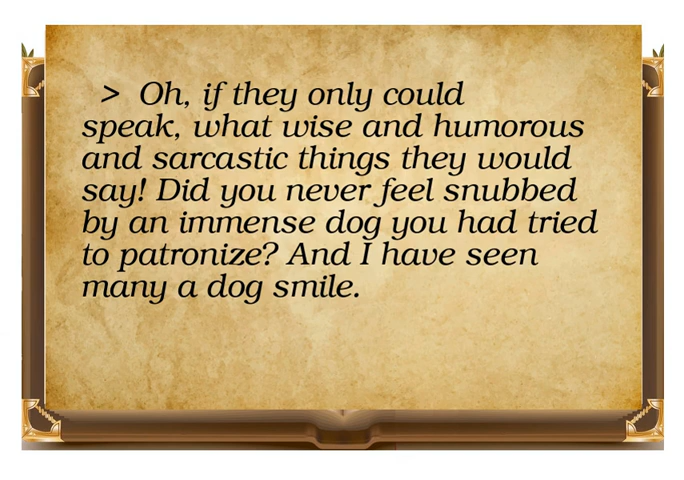 > Oh, if they only could
speak, what wise and humorous
and sarcastic things they would
say! Did you never feel snubbed
by an immense dog you had tried
to patronize? And I have seen
many a dog smile.